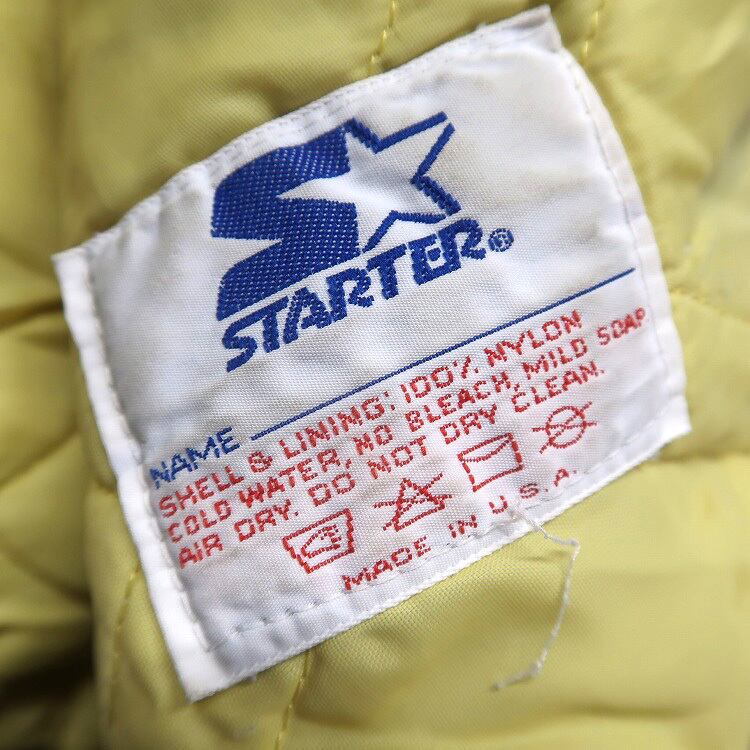 STARTER®
NAME
SHELL & LINING: 100% NYLON
COLD WATER, NO BLEACH, MILD SOAP
AIR DRY. DO NOT DRY CLEAN.
MADE IN U.S.A.